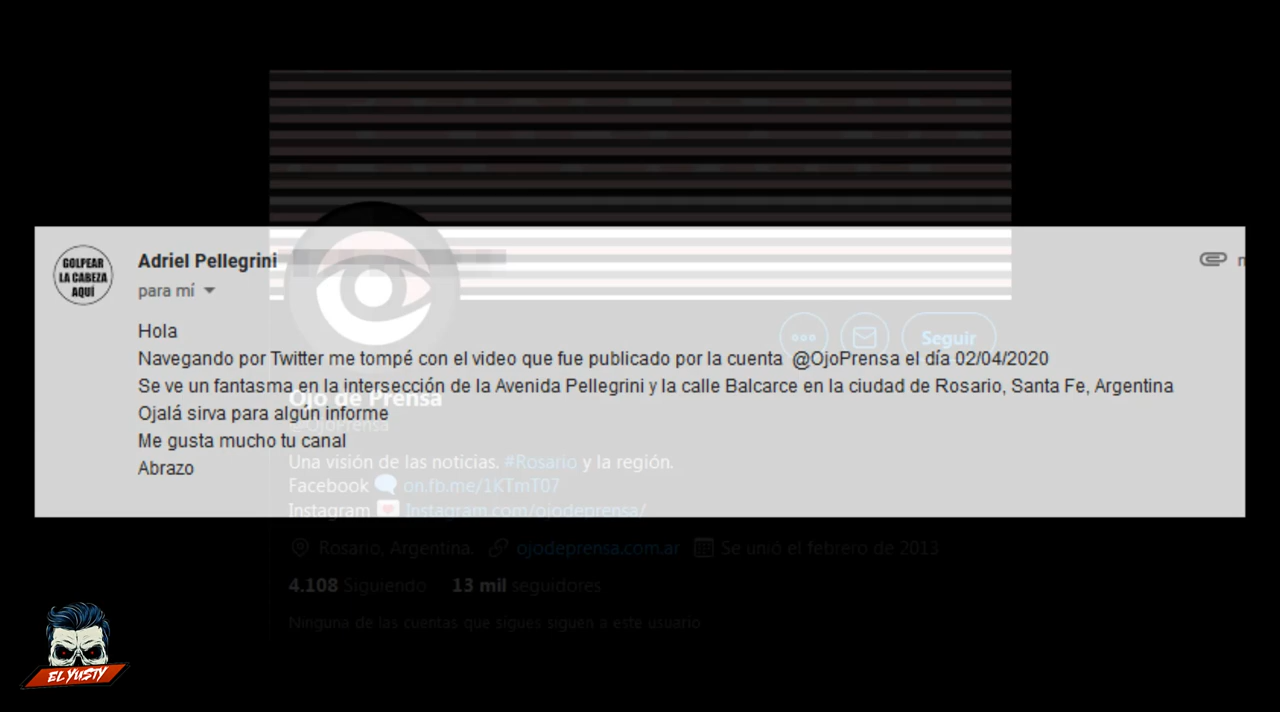 GOLPEAR
LA CABEZA
AQUÍ
Adriel Pellegrini
para mí
Hola
Navegando por Twitter me tompé con el video que fue publicado por la cuenta @OjoPrensa el día 02/04/2020
Se ve un fantasma en la intersección de la Avenida Pellegrini y la calle Balcarce en la ciudad de Rosario, Santa Fe, Argentina
Ojalá sirva para algún informe
Me gusta mucho tu canal
Abrazo
Seguir
Ojo de Prensa
@OjoPrensa
Una visión de las noticias. #Rosario y la región.
Facebook 💬 on.fb.me/1KTmT07
Instagram 💌 Instagram.com/ojodeprensa/
Rosario, Argentina. ojodeprensa.com.ar Se unió el febrero de 2013
4.108 Siguiendo 13 mil seguidores
Ninguna de las cuentas que sigues siguen a este usuario
EL YUSTY